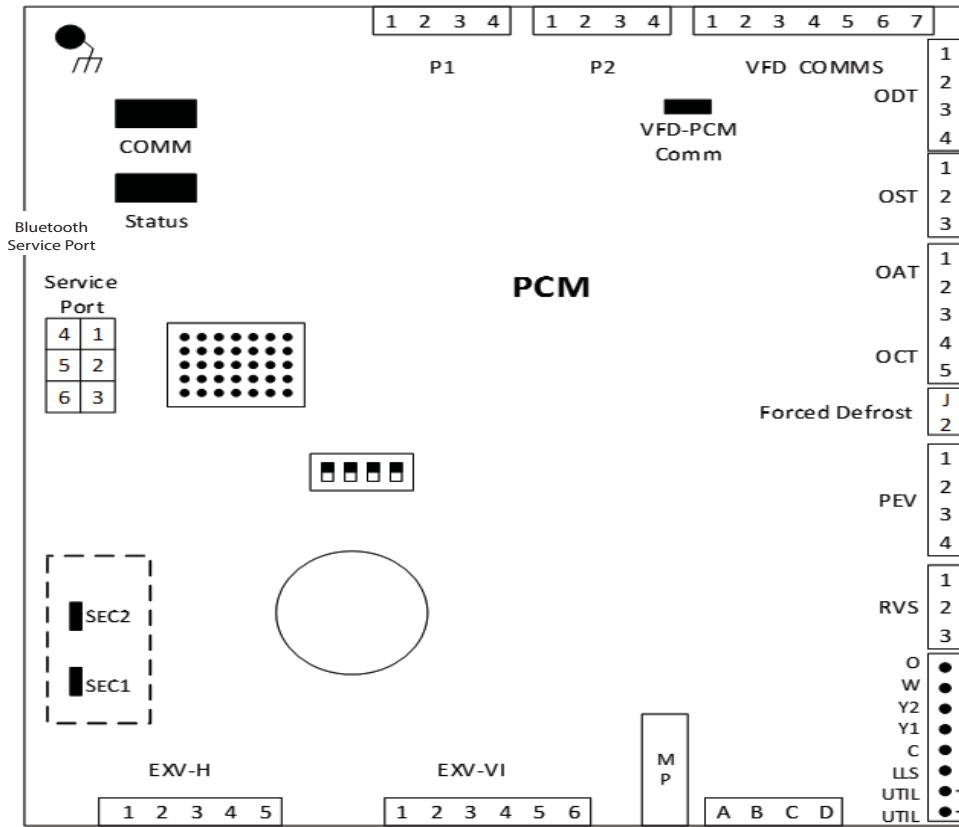 1 2 3 4
1 2 3 4
1 2 3 4 5 6 7
P1
P2
VFD COMMS
1
2
3
4
ODT
COMM
VFD-PCM
Comm
Status
1
2
3
OST
Bluetooth
Service Port
Service
Port
4 1
5 2
6 3
PCM
OAT
OCT
1
2
3
4
5
Forced Defrost
J
2
PEV
1
2
3
4
SEC2
SEC1
RVS
1
2
3
O
W
Y2
Y1
C
LLS
UTIL
UTIL
EXV-H
EXV-VI
M
P
1 2 3 4 5
1 2 3 4 5 6
A B C D